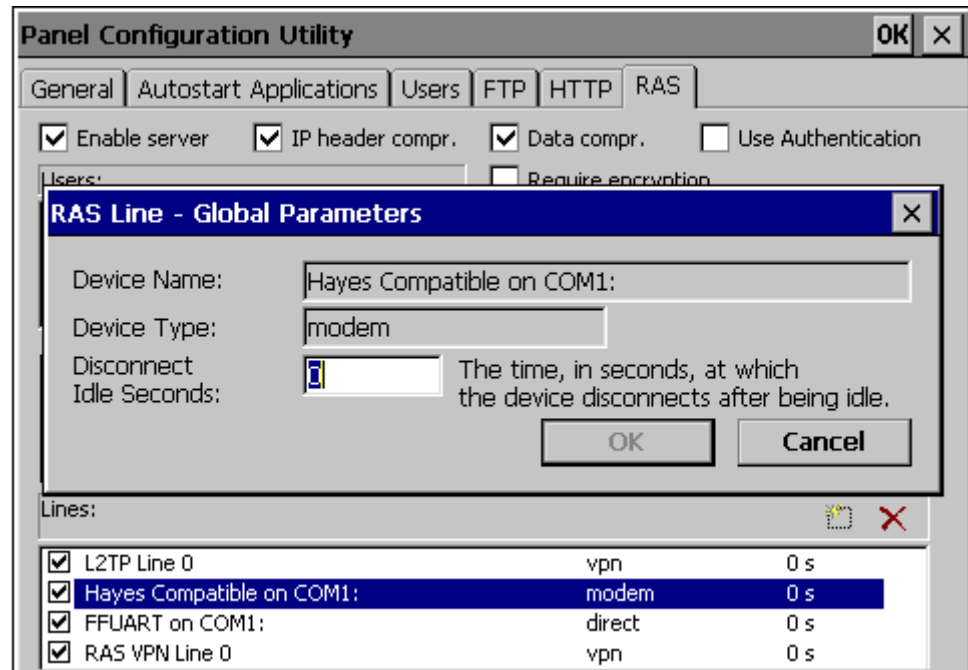 Panel Configuration Utility OK
General Autostart Applications Users FTP HTTP RAS
Enable server IP header compr. Data compr. Use Authentication
Users: Require encryption
RAS Line - Global Parameters
Device Name: Hayes Compatible on COM1:
Device Type: modem
Disconnect
Idle Seconds: 0
The time, in seconds, at which
the device disconnects after being idle.
OK Cancel
Lines:
L2TP Line 0 vpn 0 s
Hayes Compatible on COM1: modem 0 s
FFUART on COM1: direct 0 s
RAS VPN Line 0 vpn 0 s